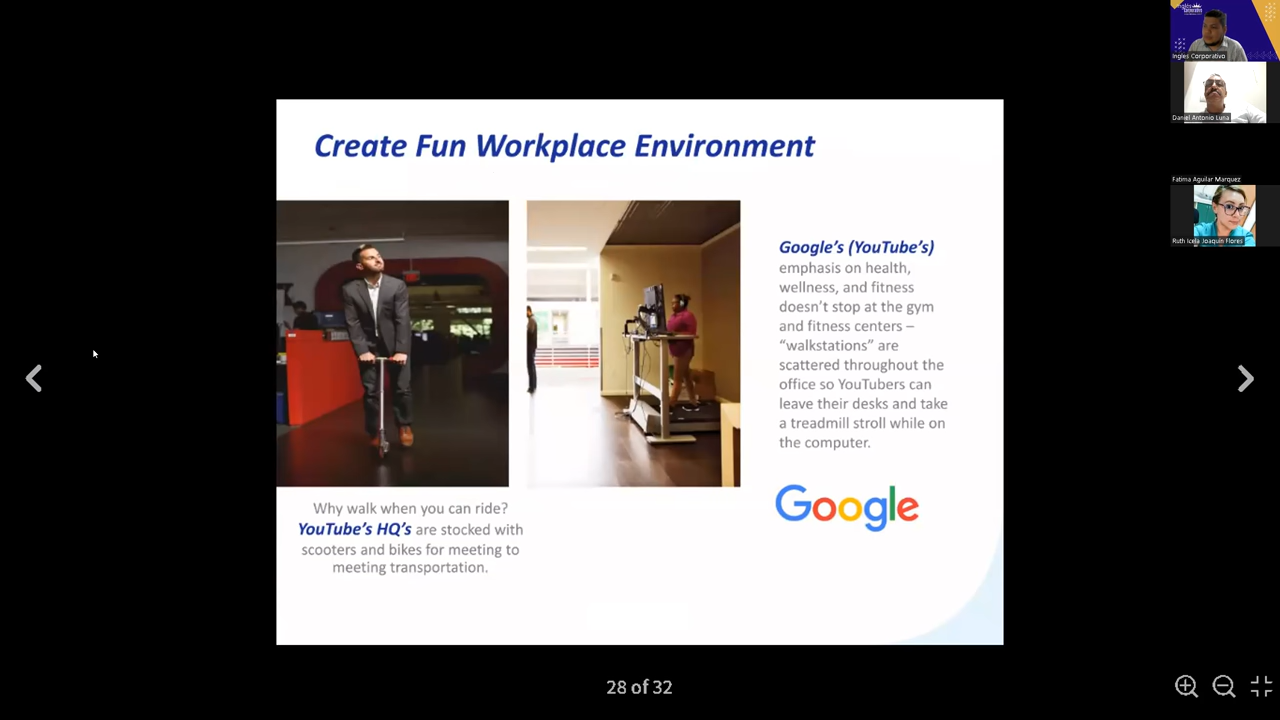 Create Fun Workplace Environment
Google's (YouTube's)
emphasis on health,
wellness, and fitness
doesn't stop at the gym
and fitness centers –
“walkstations” are
scattered throughout the
office so YouTubers can
leave their desks and take
a treadmill stroll while on
the computer.
Google
Why walk when you can ride?
YouTube's HQ's are stocked with
scooters and bikes for meeting to
meeting transportation.
28 of 32
Ingles Corporativo
Daniel Antonio Luna
Fatima Aguilar Marquez
Ruth Icela Joaquin Flores